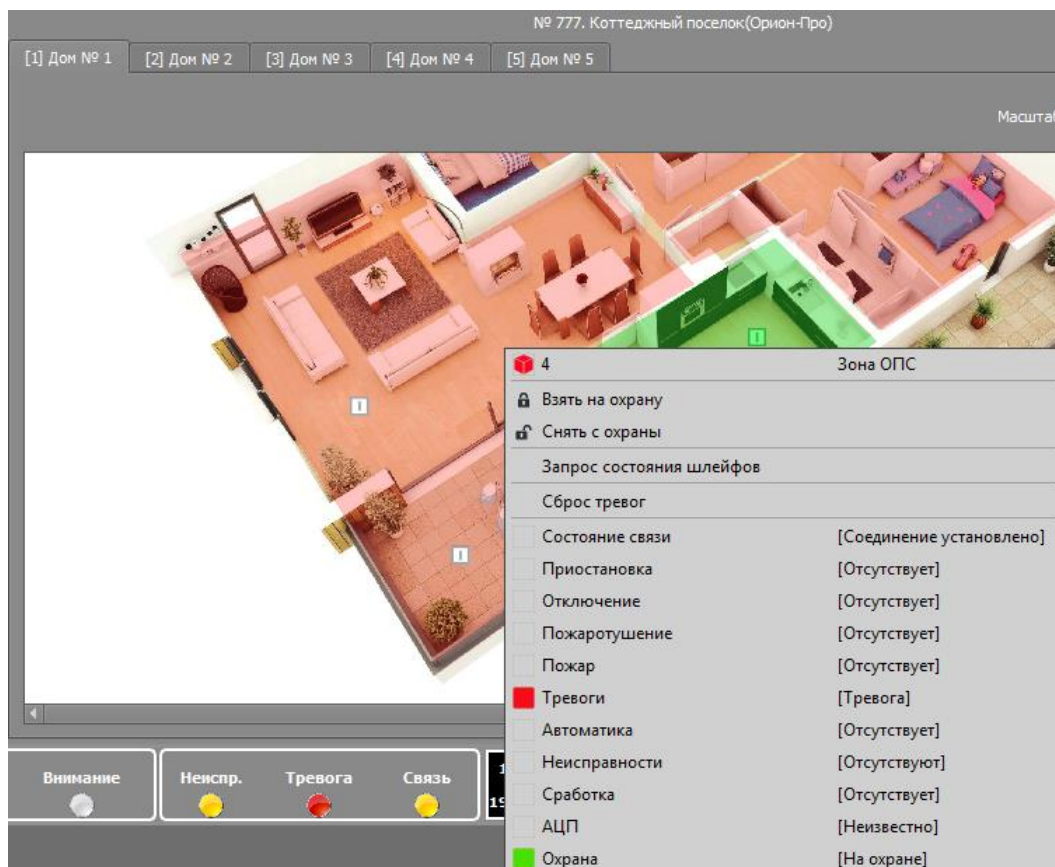 № 777. Коттеджный поселок(Орион-Про)
[1] Дом № 1 [2] Дом № 2 [3] Дом № 3 [4] Дом № 4 [5] Дом № 5
4 Зона ОПС
Взять на охрану
Снять с охраны
Запрос состояния шлейфов
Сброс тревог
Состояние связи [Соединение установлено]
Приостановка [Отсутствует]
Отключение [Отсутствует]
Пожаротушение [Отсутствует]
Пожар [Отсутствует]
Тревоги [Тревога]
Автоматика [Отсутствует]
Неисправности [Отсутствуют]
Сработка [Отсутствует]
АЦП [Неизвестно]
Охрана [На охране]
Внимание Неиспр. Тревога Связь